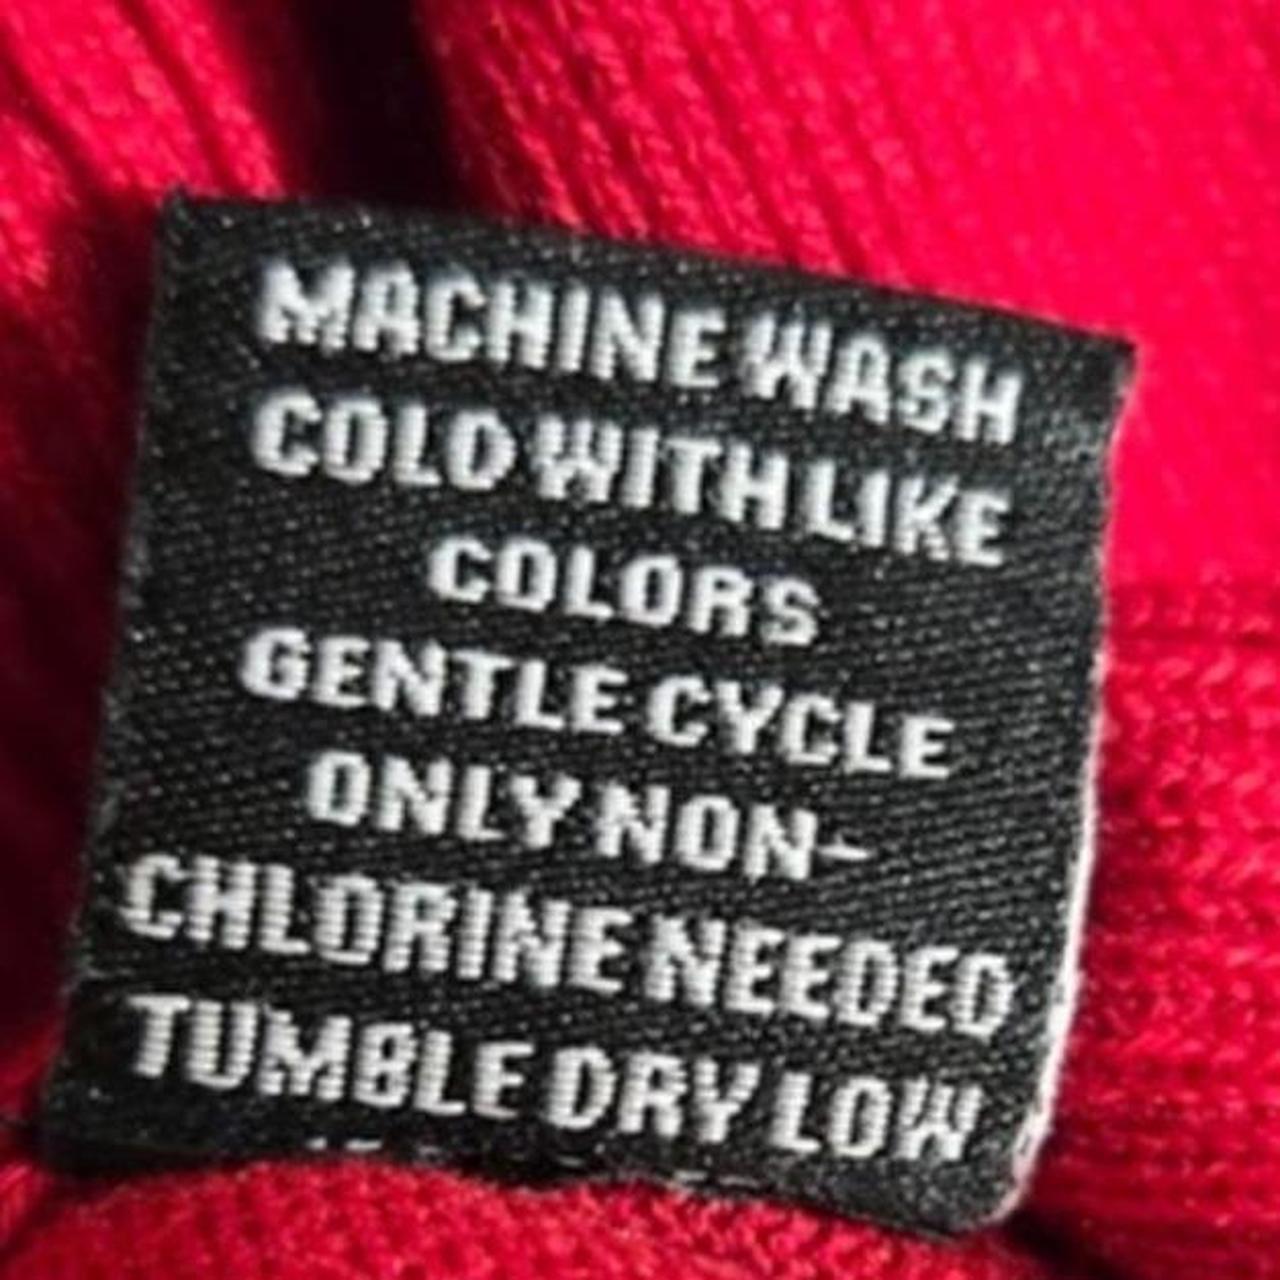 MACHINE WASH
COLD WITH LIKE
COLORS
GENTLE CYCLE
ONLY NON-
CHLORINE NEEDED
TUMBLE DRY LOW